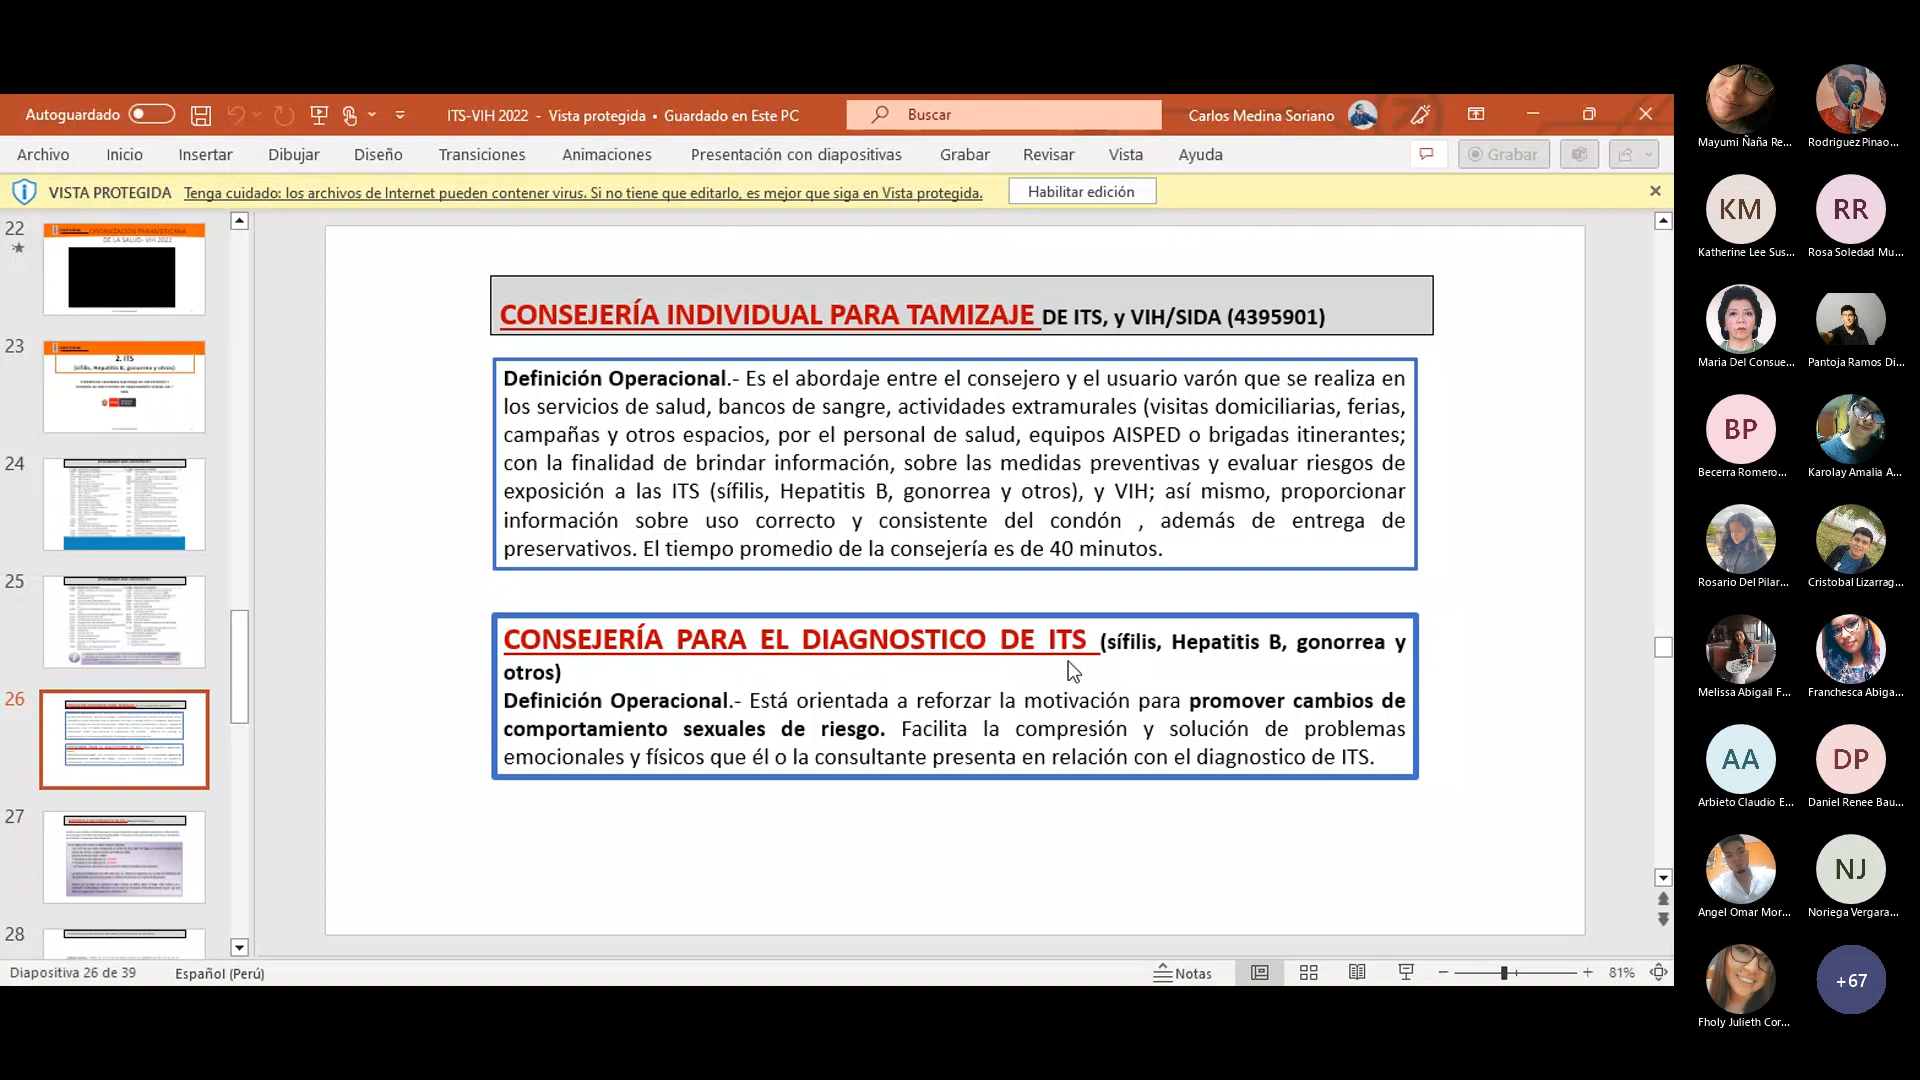 Autoguardado
ITS-VIH 2022 - Vista protegida • Guardado en Este PC
Buscar
Carlos Medina Soriano
Archivo
Inicio
Insertar
Dibujar
Diseño
Transiciones
Animaciones
Presentación con diapositivas
Grabar
Revisar
Vista
Ayuda
Grabar
VISTA PROTEGIDA
Tenga cuidado: los archivos de Internet pueden contener virus. Si no tiene que editarlo, es mejor que siga en Vista protegida.
Habilitar edición
22
ORGANIZACIÓN PANAMERICANA
DE LA SALUD- VIH 2022
23
2. ITS
(sífilis, Hepatitis B, gonorrea y otros)
24
25
26
27
28
CONSEJERÍA INDIVIDUAL PARA TAMIZAJE DE ITS, y VIH/SIDA (4395901)
Definición Operacional.- Es el abordaje entre el consejero y el usuario varón que se realiza en
los servicios de salud, bancos de sangre, actividades extramurales (visitas domiciliarias, ferias,
campañas y otros espacios, por el personal de salud, equipos AISPED o brigadas itinerantes;
con la finalidad de brindar información, sobre las medidas preventivas y evaluar riesgos de
exposición a las ITS (sífilis, Hepatitis B, gonorrea y otros), y VIH; así mismo, proporcionar
información sobre uso correcto y consistente del condón , además de entrega de
preservativos. El tiempo promedio de la consejería es de 40 minutos.
CONSEJERÍA PARA EL DIAGNOSTICO DE ITS (sífilis, Hepatitis B, gonorrea y
otros)
Definición Operacional.- Está orientada a reforzar la motivación para promover cambios de
comportamiento sexuales de riesgo. Facilita la compresión y solución de problemas
emocionales y físicos que él o la consultante presenta en relación con el diagnostico de ITS.
Diapositiva 26 de 39
Español (Perú)
Notas
81%
Mayumi Ñaña Re...
Rodriguez Pinao...
KM
RR
Katherine Lee Sus...
Rosa Soledad Mu...
Maria Del Consue...
Pantoja Ramos Di...
BP
Becerra Romero...
Karolay Amalia A...
Rosario Del Pilar...
Cristobal Lizarrag...
Melissa Abigail F...
Franchesca Abiga...
AA
DP
Arbieto Claudio E...
Daniel Renee Bau...
NJ
Angel Omar Mor...
Noriega Vergara...
+67
Fholy Julieth Cor...